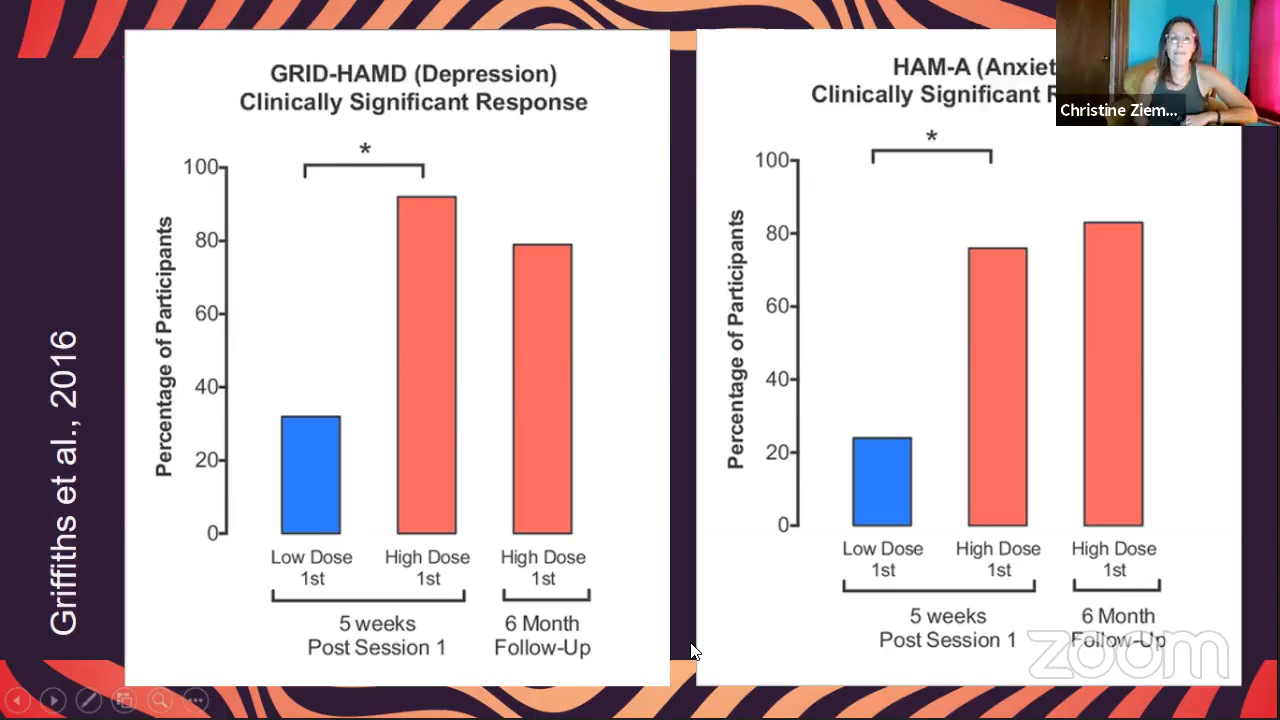 GRID-HAMD (Depression)
Clinically Significant Response
*
Percentage of Participants
100
80
60
40
20
0
Low Dose
1st
High Dose
1st
High Dose
1st
5 weeks
Post Session 1
6 Month
Follow-Up
HAM-A (Anxiet
Clinically Significant R
*
Percentage of Participants
100
80
60
40
20
0
Low Dose
1st
High Dose
1st
High Dose
1st
5 weeks
Post Session 1
6 Month
Follow-Up
Griffiths et al., 2016
Christine Ziem...
zoom